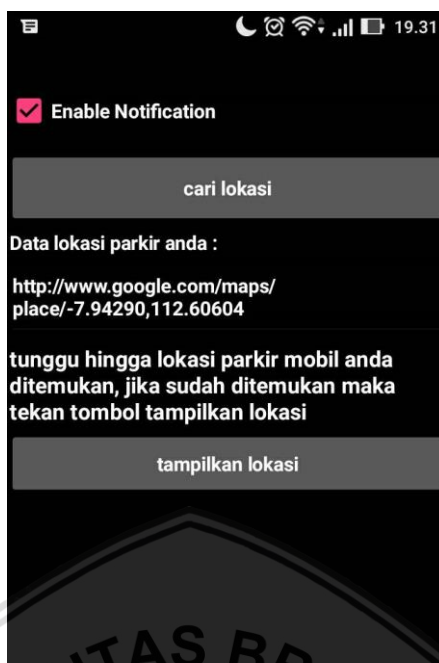 19.31
Enable Notification
cari lokasi
Data lokasi parkir anda :
http://www.google.com/maps/
place/-7.94290,112.60604
tunggu hingga lokasi parkir mobil anda
ditemukan, jika sudah ditemukan maka
tekan tombol tampilkan lokasi
tampilkan lokasi
TAS BR